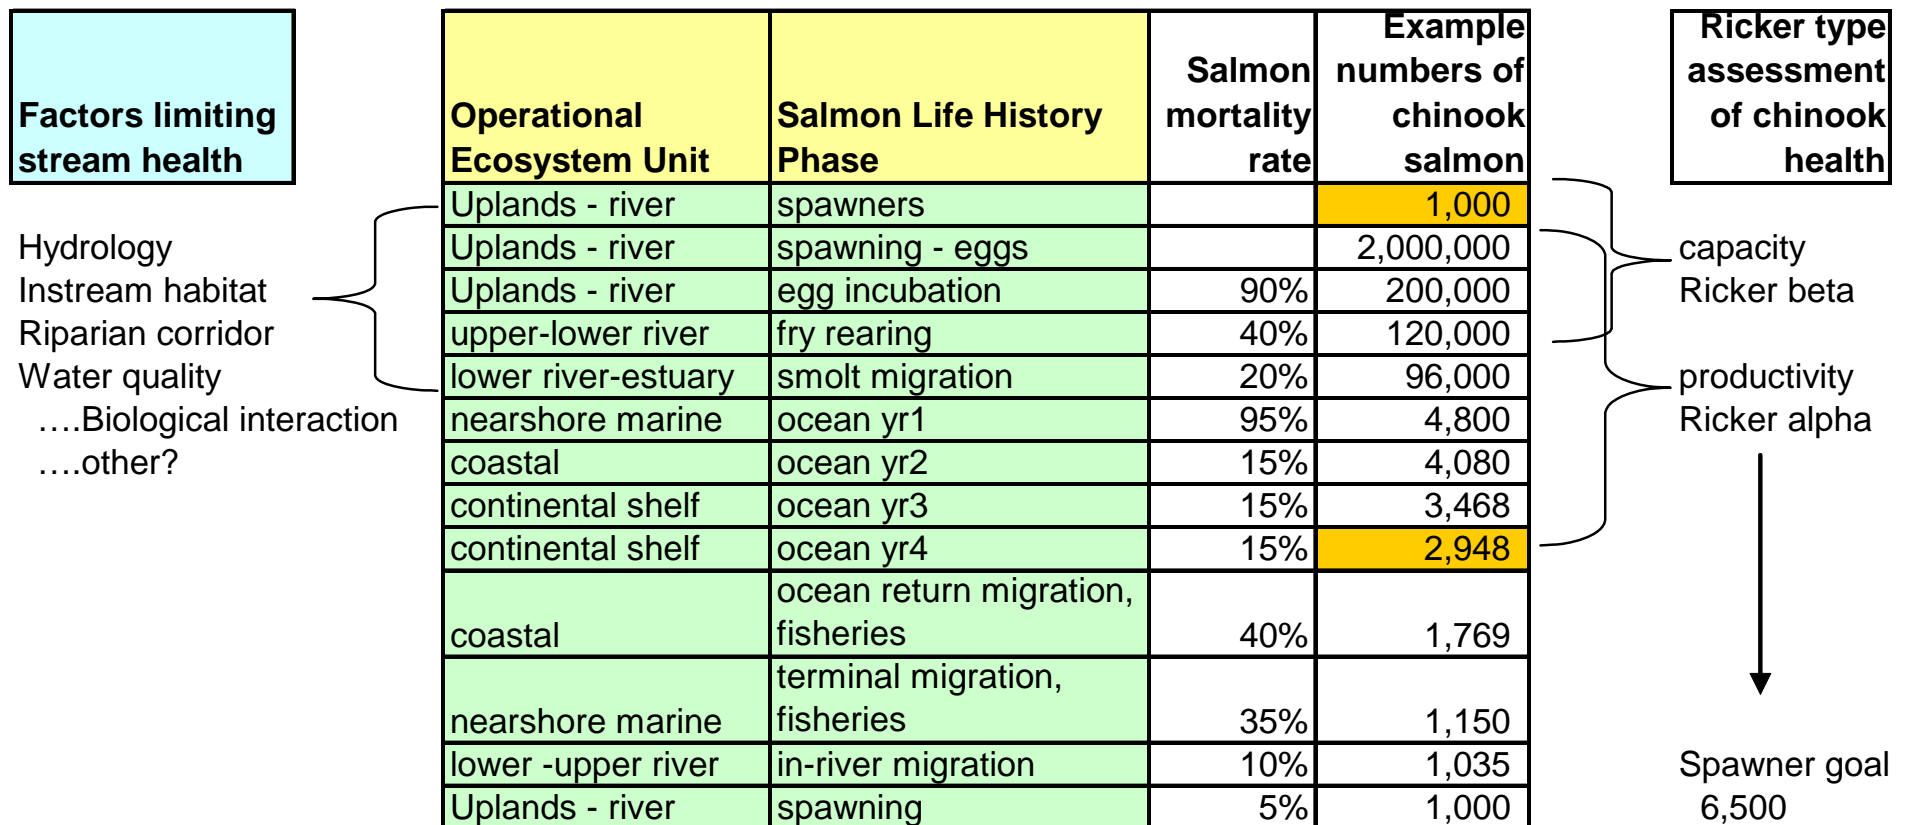 Factors limiting
stream health
Operational
Ecosystem Unit
Salmon Life History
Phase
Salmon
mortality
rate
Example
numbers of
chinook
salmon
Ricker type
assessment
of chinook
health
Uplands - river spawners 1,000
Uplands - river spawning - eggs 2,000,000
Uplands - river egg incubation 90% 200,000
upper-lower river fry rearing 40% 120,000
lower river-estuary smolt migration 20% 96,000
nearshore marine ocean yr1 95% 4,800
coastal ocean yr2 15% 4,080
continental shelf ocean yr3 15% 3,468
continental shelf ocean yr4 15% 2,948
ocean return migration,
coastal fisheries 40% 1,769
terminal migration,
nearshore marine fisheries 35% 1,150
lower -upper river in-river migration 10% 1,035
Uplands - river spawning 5% 1,000
Hydrology
Instream habitat
Riparian corridor
Water quality
….Biological interaction
….other?
capacity
Ricker beta
productivity
Ricker alpha
Spawner goal
6,500